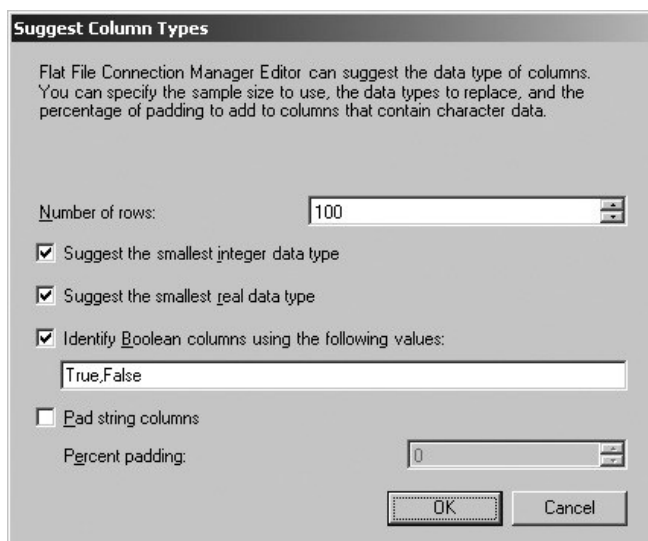 Suggest Column Types
Flat File Connection Manager Editor can suggest the data type of columns.
You can specify the sample size to use, the data types to replace, and the
percentage of padding to add to columns that contain character data.
Number of rows: 100
Suggest the smallest integer data type
Suggest the smallest real data type
Identify Boolean columns using the following values:
True,False
Pad string columns
Percent padding: 0
OK Cancel